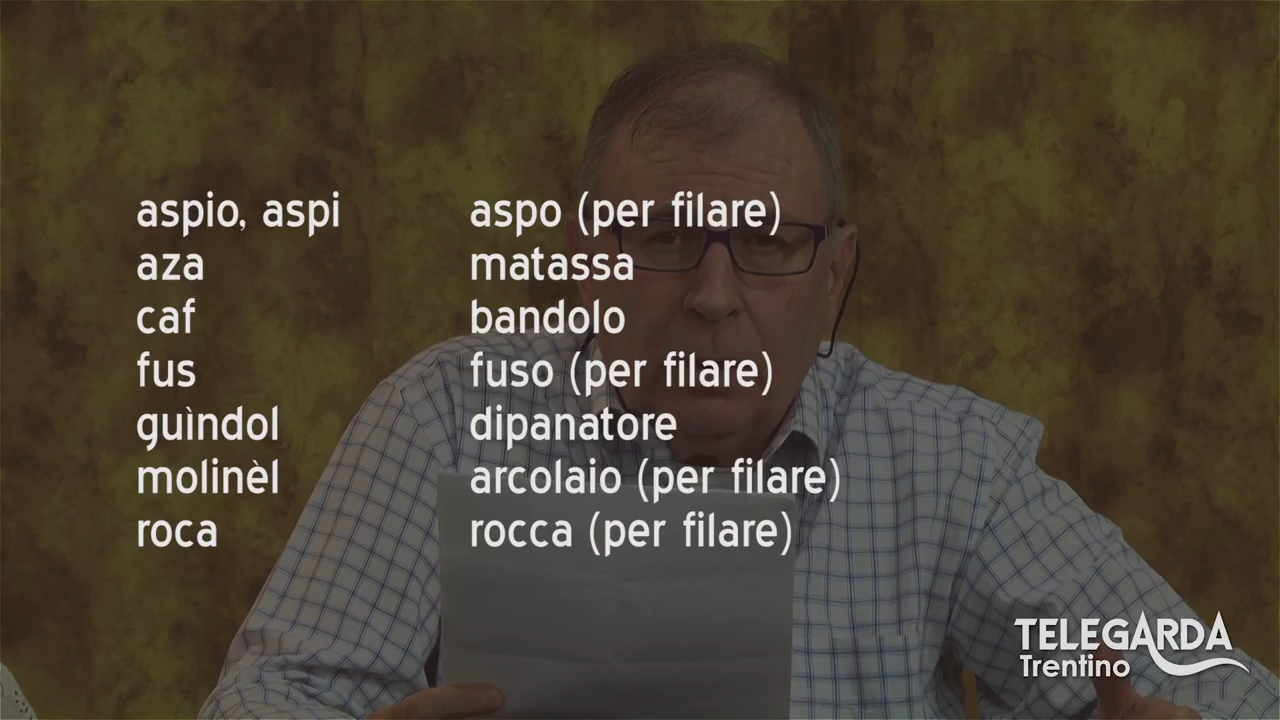 aspio, aspi aspo (per filare)
aza matassa
caf bandolo
fus fuso (per filare)
guìndol dipanatore
molinèl arcolaio (per filare)
roca rocca (per filare)
TELEGARDA
Trentino